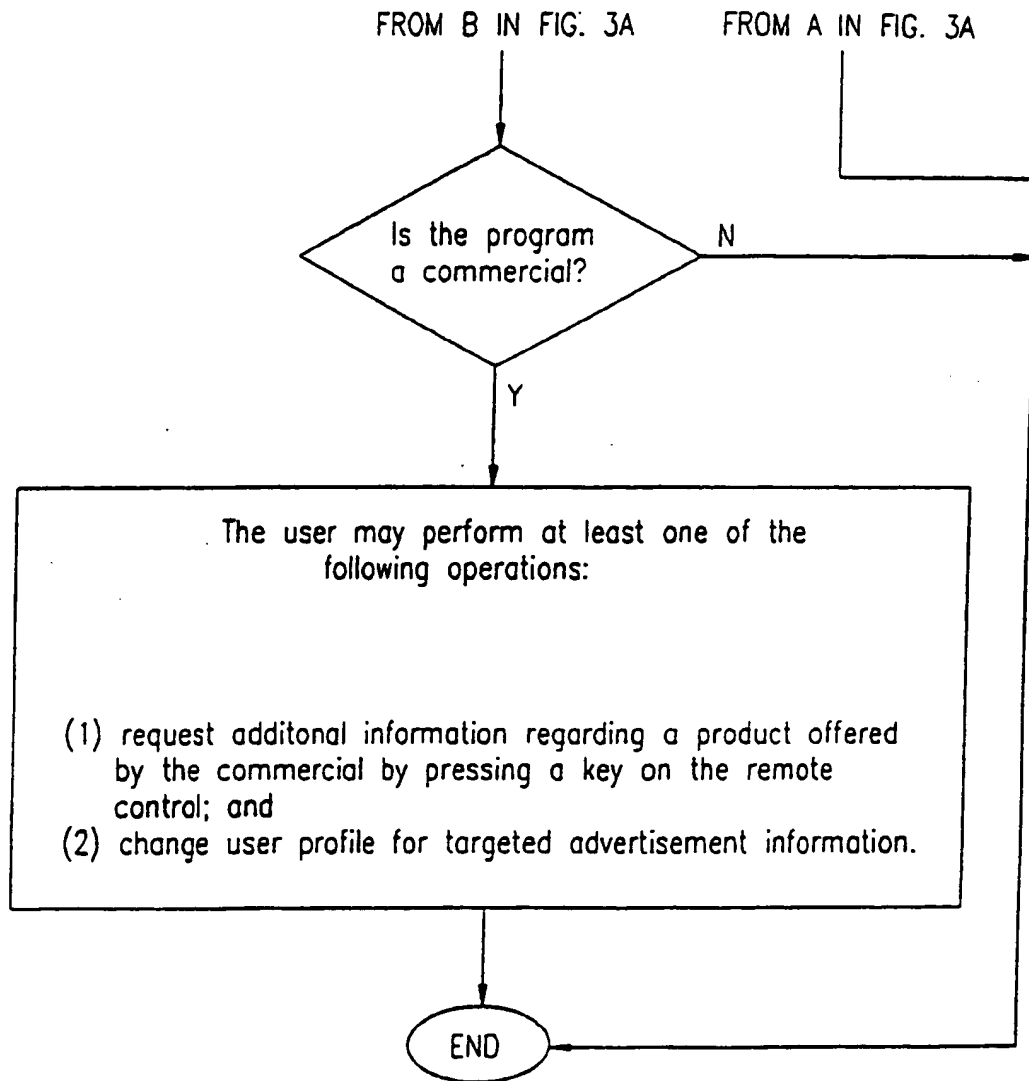 FROM B IN FIG. 3A FROM A IN FIG. 3A
Is the program
a commercial?
N
Y
The user may perform at least one of the
following operations:
(1) request additonal information regarding a product offered
by the commercial by pressing a key on the remote
control; and
(2) change user profile for targeted advertisement information.
END